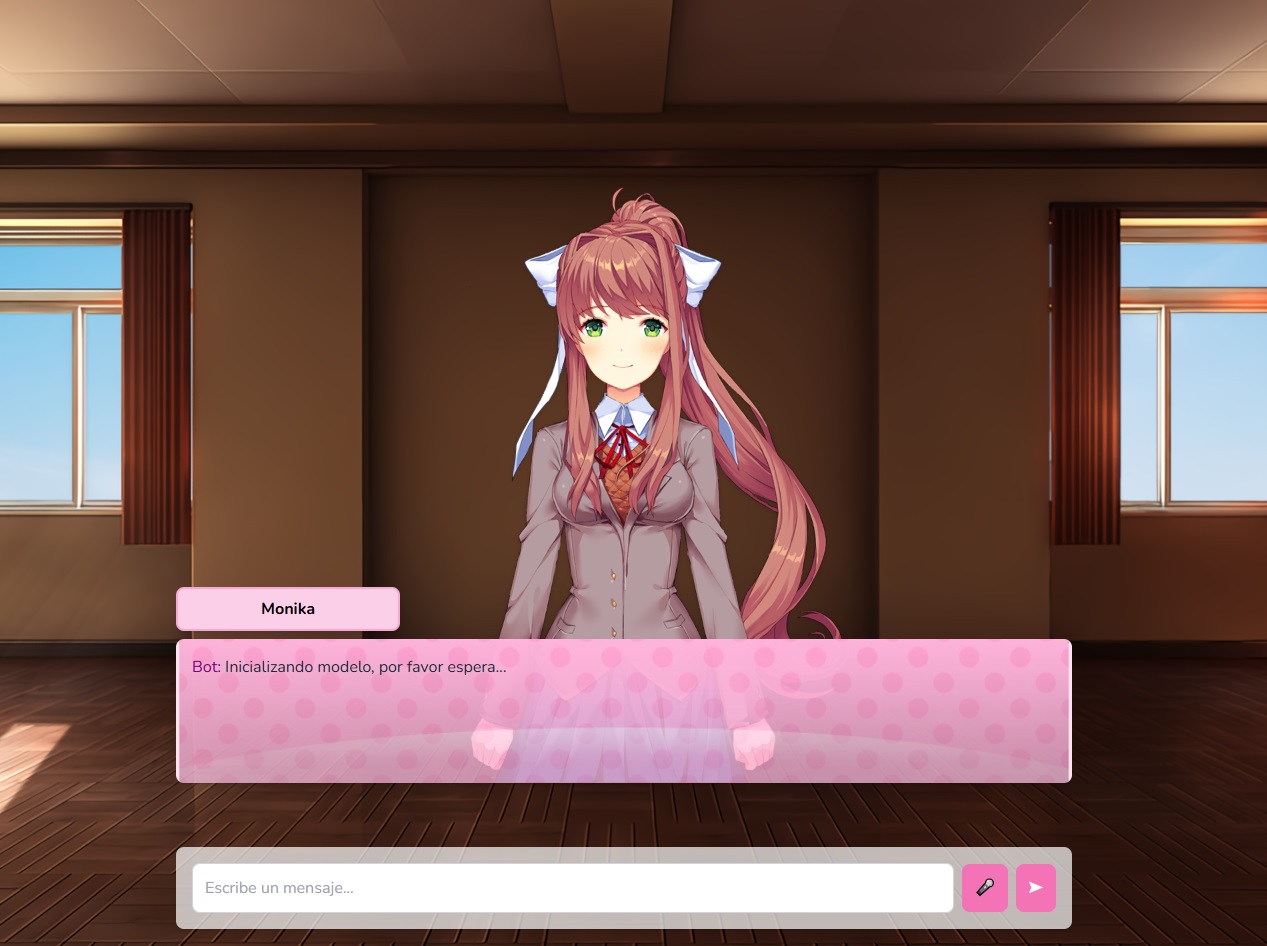 Monika
Bot: Inicializando modelo, por favor espera...
Escribe un mensaje...